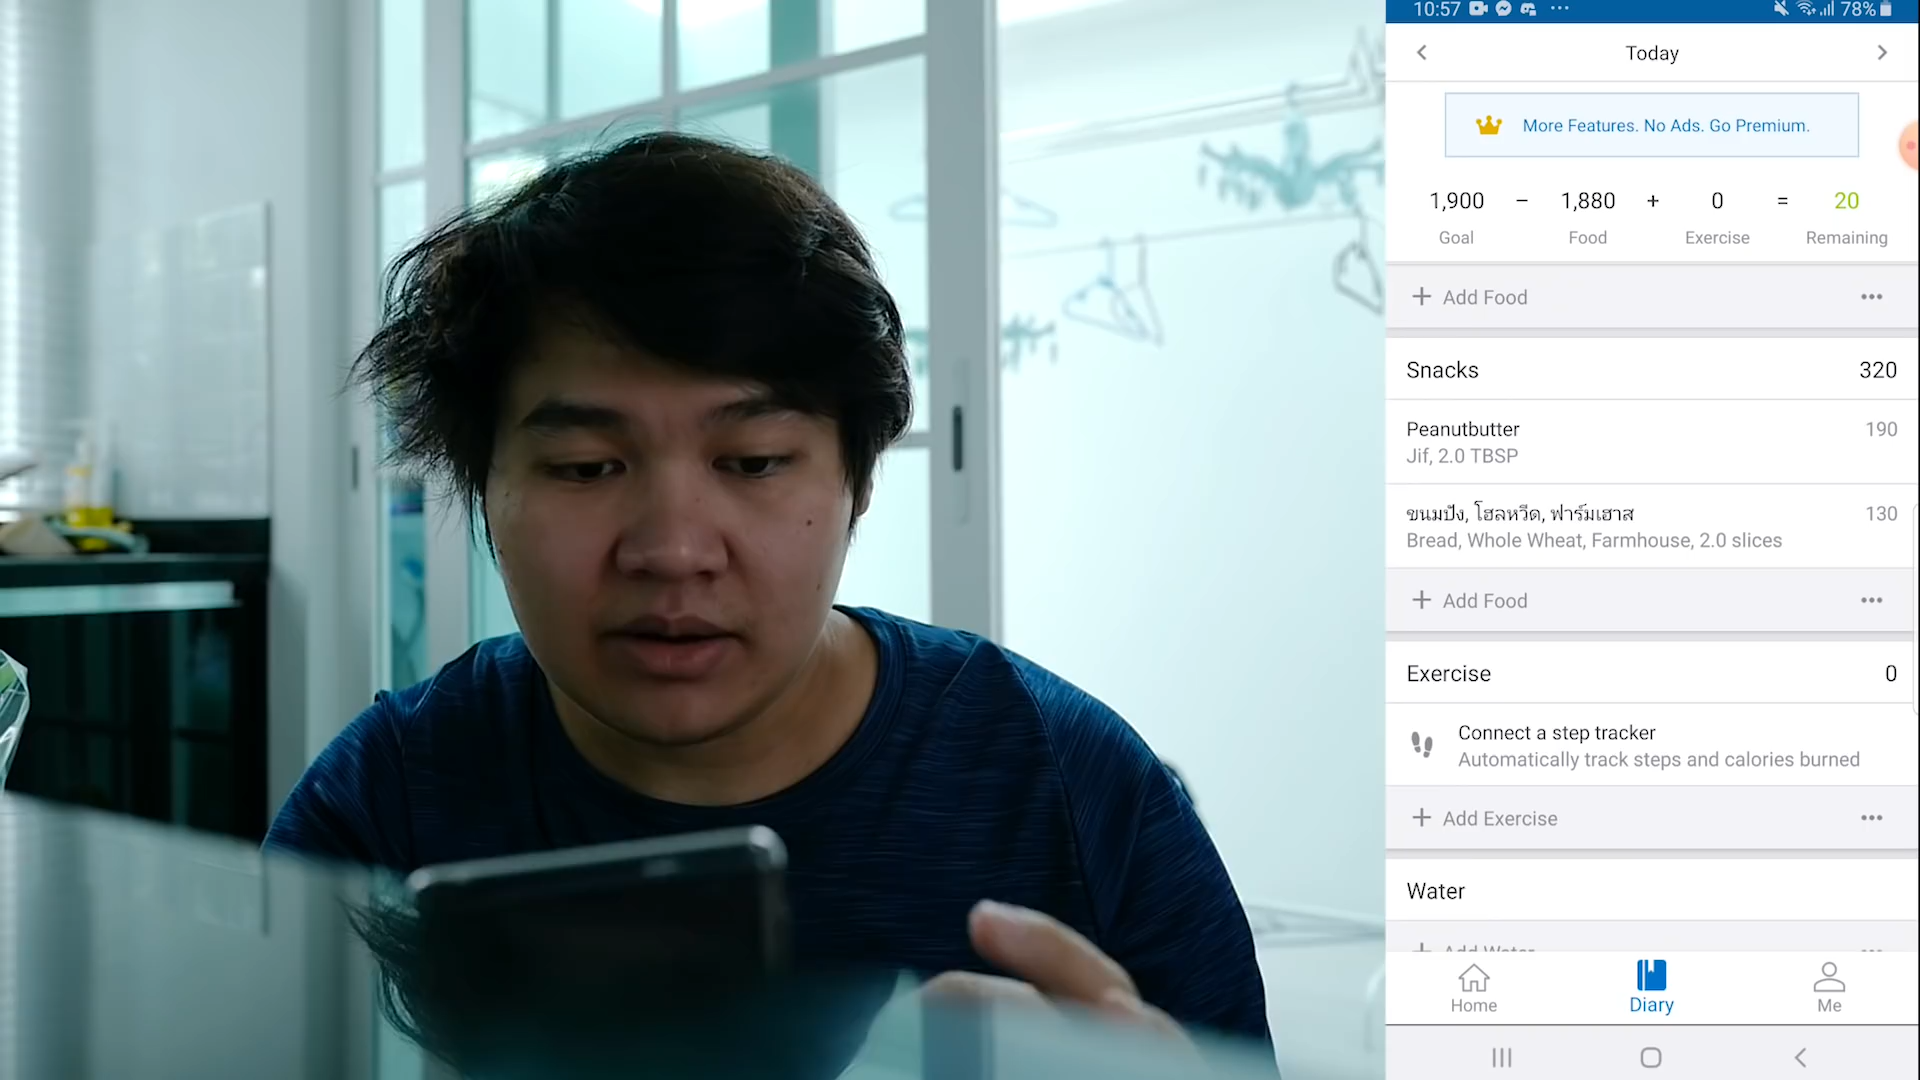 10:57 78%
Today
More Features. No Ads. Go Premium.
1,900 − 1,880 + 0 = 20
Goal Food Exercise Remaining
+ Add Food
Snacks 320
Peanutbutter 190
Jif, 2.0 TBSP
ขนมปัง, โฮลหวีต, ฟาร์มเฮาส 130
Bread, Whole Wheat, Farmhouse, 2.0 slices
+ Add Food
Exercise 0
Connect a step tracker
Automatically track steps and calories burned
+ Add Exercise
Water
+ Add Water
Home Diary Me